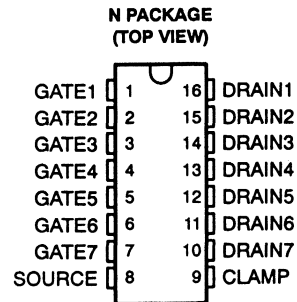 N PACKAGE
(TOP VIEW)
GATE1 1 16 DRAIN1
GATE2 2 15 DRAIN2
GATE3 3 14 DRAIN3
GATE4 4 13 DRAIN4
GATE5 5 12 DRAIN5
GATE6 6 11 DRAIN6
GATE7 7 10 DRAIN7
SOURCE 8 9 CLAMP